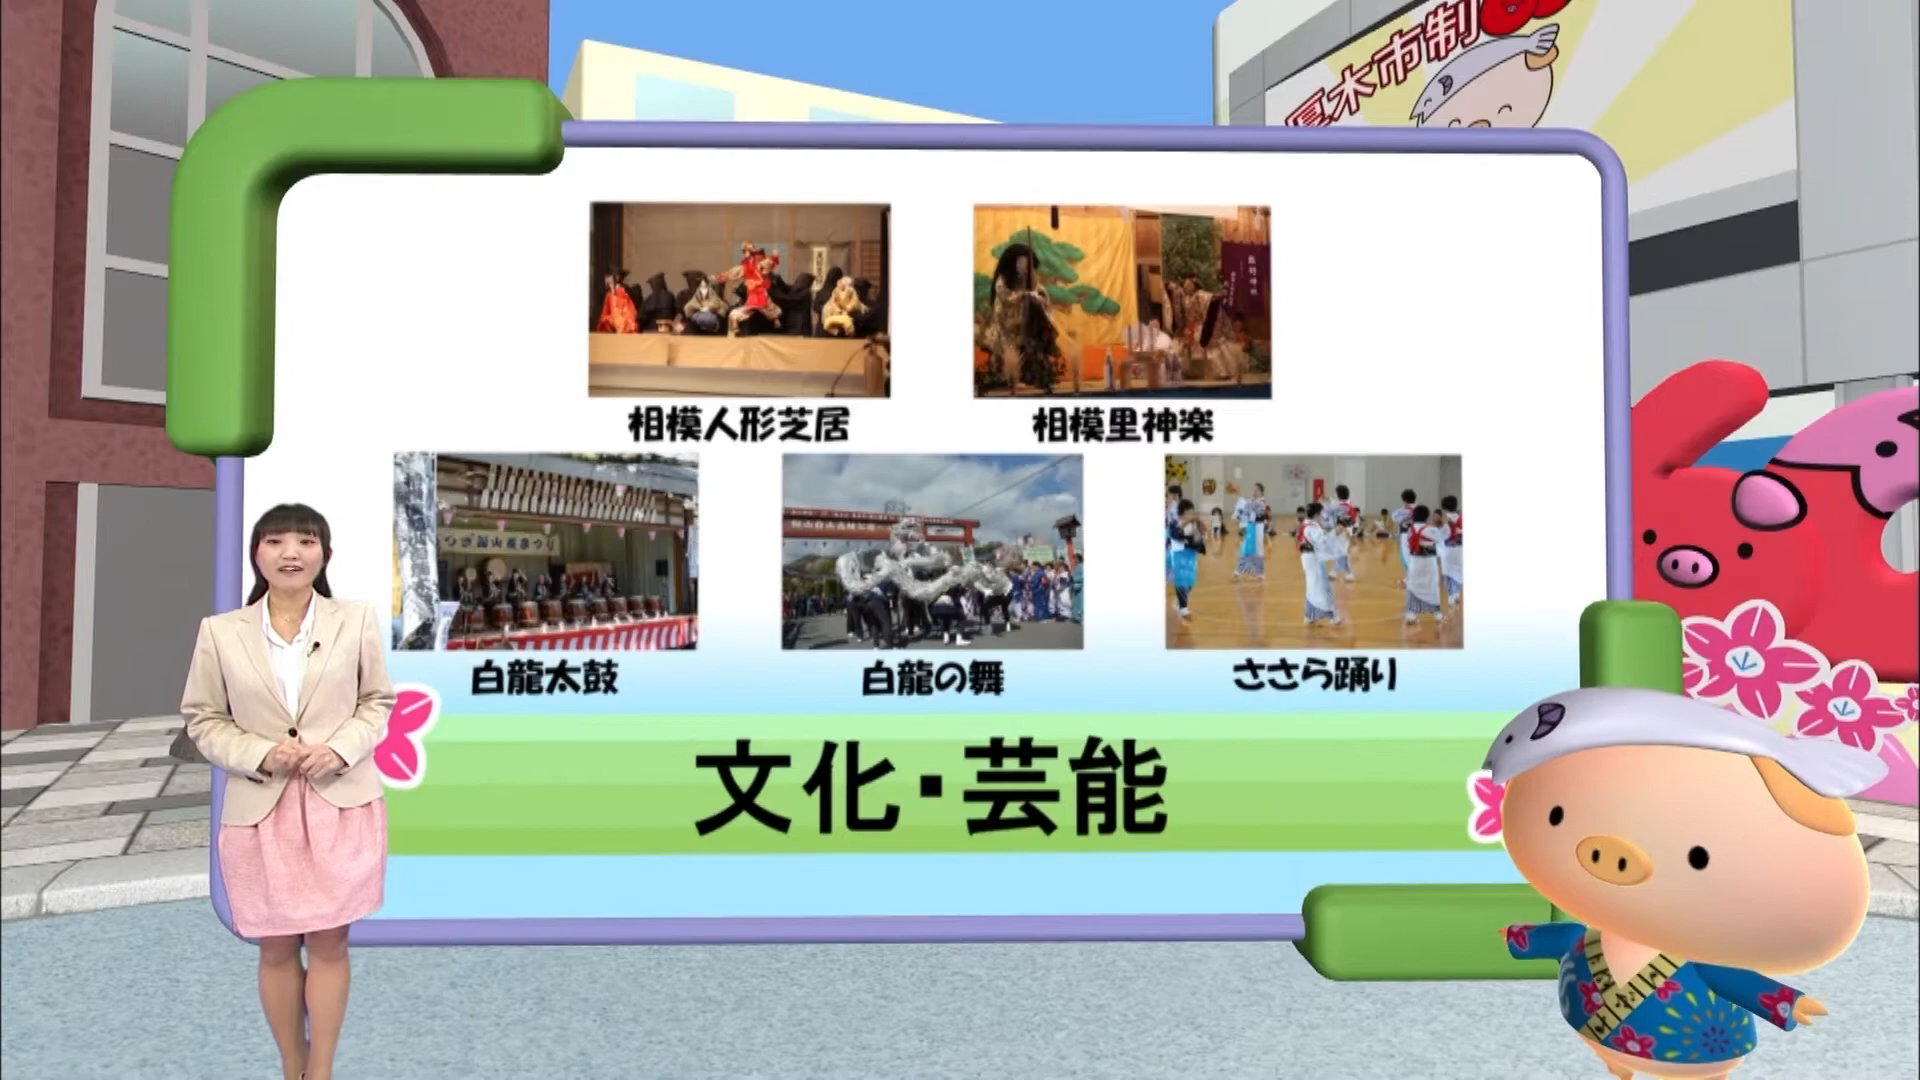 厚木市制
相模人形芝居
相模里神楽
白龍太鼓
白龍の舞
ささら踊り
文化・芸能